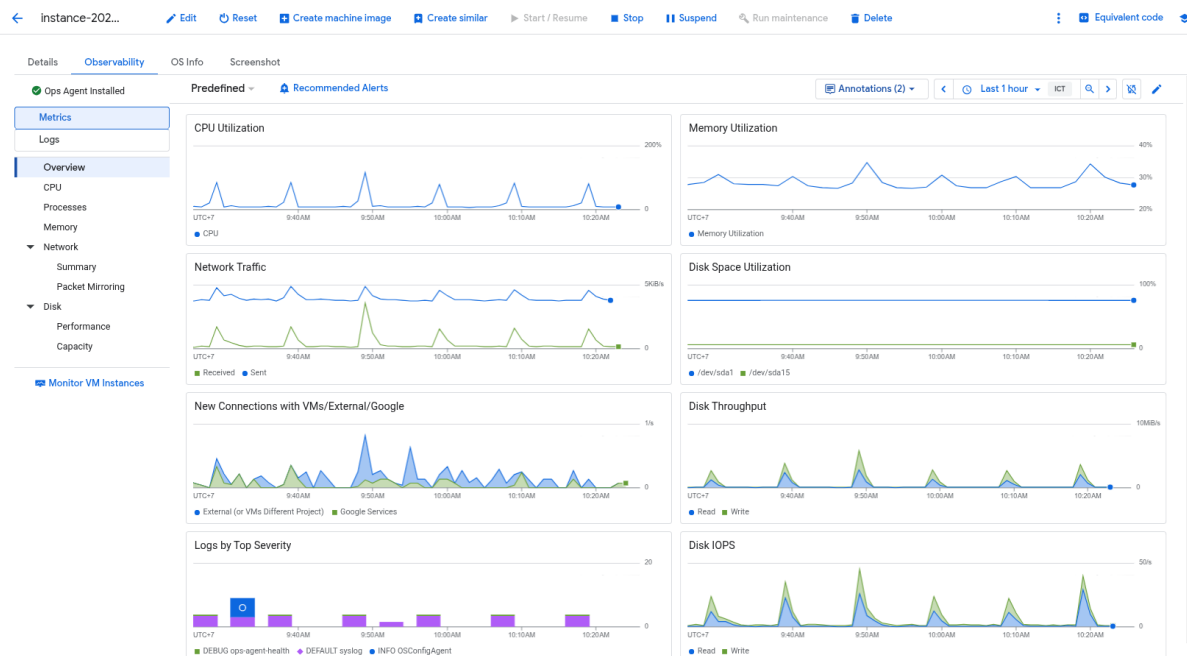 instance-202... Edit Reset Create machine image Create similar Start / Resume Stop Suspend Run maintenance Delete Equivalent code
Details Observability OS Info Screenshot
Ops Agent Installed
Metrics
Logs
Overview
CPU
Processes
Memory
Network
Summary
Packet Mirroring
Disk
Performance
Capacity
Monitor VM Instances
Predefined Recommended Alerts Annotations (2) Last 1 hour ICT
CPU Utilization
200%
0
UTC+7 9:40AM 9:50AM 10:00AM 10:10AM 10:20AM
CPU
Memory Utilization
40%
30%
20%
UTC+7 9:40AM 9:50AM 10:00AM 10:10AM 10:20AM
Memory Utilization
Network Traffic
5KiB/s
0
UTC+7 9:40AM 9:50AM 10:00AM 10:10AM 10:20AM
Received Sent
Disk Space Utilization
100%
0
UTC+7 9:40AM 9:50AM 10:00AM 10:10AM 10:20AM
/dev/sda1 /dev/sda15
New Connections with VMs/External/Google
1/s
0
UTC+7 9:40AM 9:50AM 10:00AM 10:10AM 10:20AM
External (or VMs Different Project) Google Services
Disk Throughput
10MiB/s
0
UTC+7 9:40AM 9:50AM 10:00AM 10:10AM 10:20AM
Read Write
Logs by Top Severity
20
0
UTC+7 9:40AM 9:50AM 10:00AM 10:10AM 10:20AM
DEBUG ops-agent-health DEFAULT syslog INFO OSConfigAgent
Disk IOPS
50/s
0
UTC+7 9:40AM 9:50AM 10:00AM 10:10AM 10:20AM
Read Write